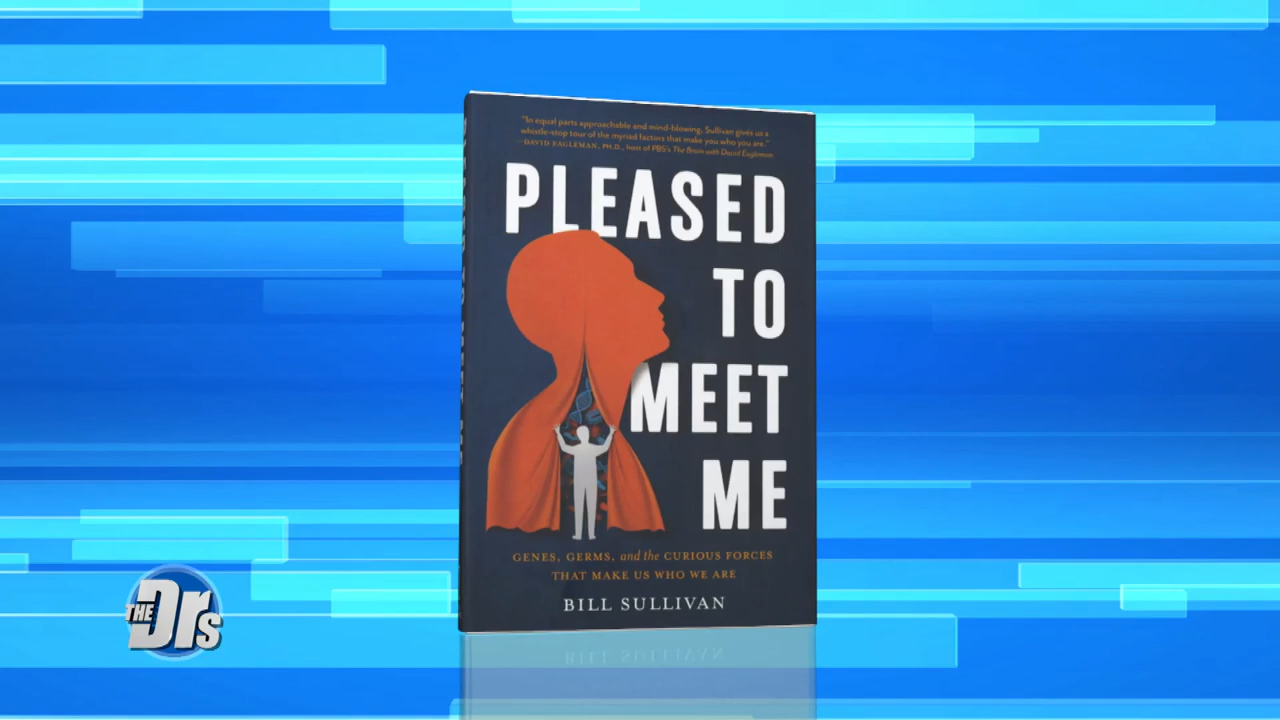 "In equal parts approachable and mind-blowing, Sullivan gives us a
whistle-stop tour of the myriad factors that make you who you are."
—DAVID EAGLEMAN, PH.D., host of PBS's The Brain with David Eagleman
PLEASED
TO
MEET
ME
GENES, GERMS, and the CURIOUS FORCES
THAT MAKE US WHO WE ARE
BILL SULLIVAN
THE Drs